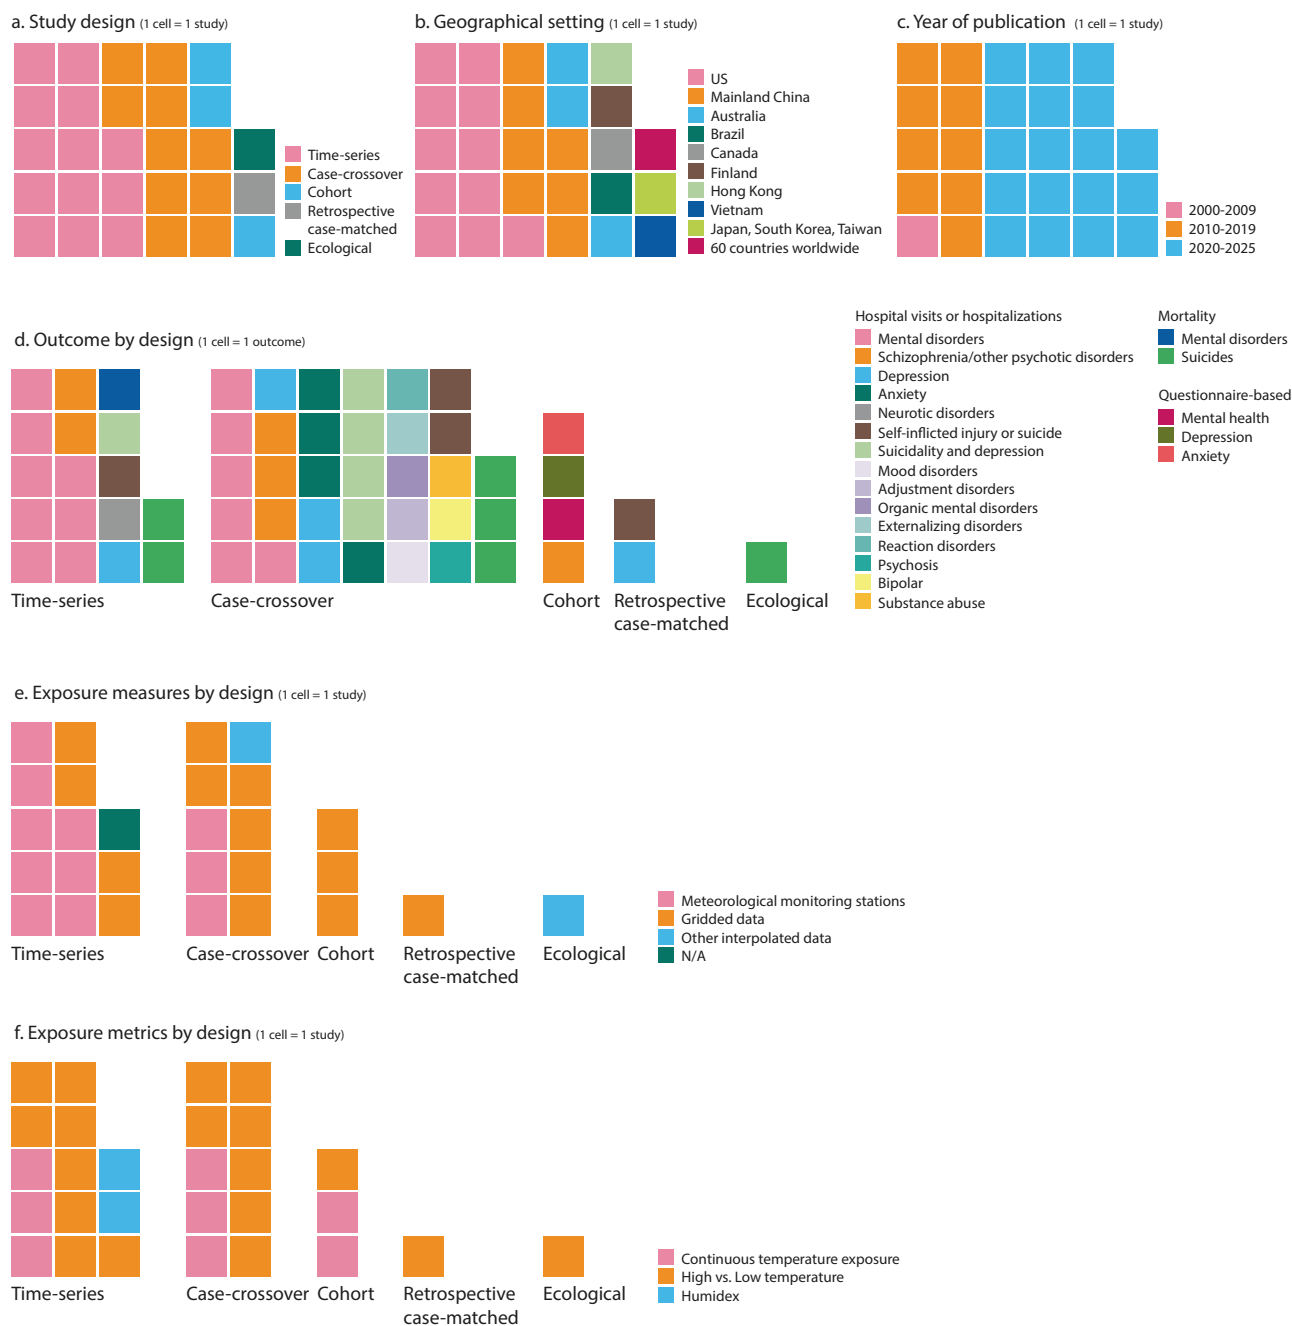 a. Study design (1 cell = 1 study)
Time-series
Case-crossover
Cohort
Retrospective
case-matched
Ecological
b. Geographical setting (1 cell = 1 study)
US
Mainland China
Australia
Brazil
Canada
Finland
Hong Kong
Vietnam
Japan, South Korea, Taiwan
60 countries worldwide
c. Year of publication (1 cell = 1 study)
2000-2009
2010-2019
2020-2025
d. Outcome by design (1 cell = 1 outcome)
Time-series
Case-crossover
Cohort
Retrospective
case-matched
Ecological
Hospital visits or hospitalizations
Mental disorders
Schizophrenia/other psychotic disorders
Depression
Anxiety
Neurotic disorders
Self-inflicted injury or suicide
Suicidality and depression
Mood disorders
Adjustment disorders
Organic mental disorders
Externalizing disorders
Reaction disorders
Psychosis
Bipolar
Substance abuse
Mortality
Mental disorders
Suicides
Questionnaire-based
Mental health
Depression
Anxiety
e. Exposure measures by design (1 cell = 1 study)
Time-series
Case-crossover
Cohort
Retrospective
case-matched
Ecological
Meteorological monitoring stations
Gridded data
Other interpolated data
N/A
f. Exposure metrics by design (1 cell = 1 study)
Time-series
Case-crossover
Cohort
Retrospective
case-matched
Ecological
Continuous temperature exposure
High vs. Low temperature
Humidex